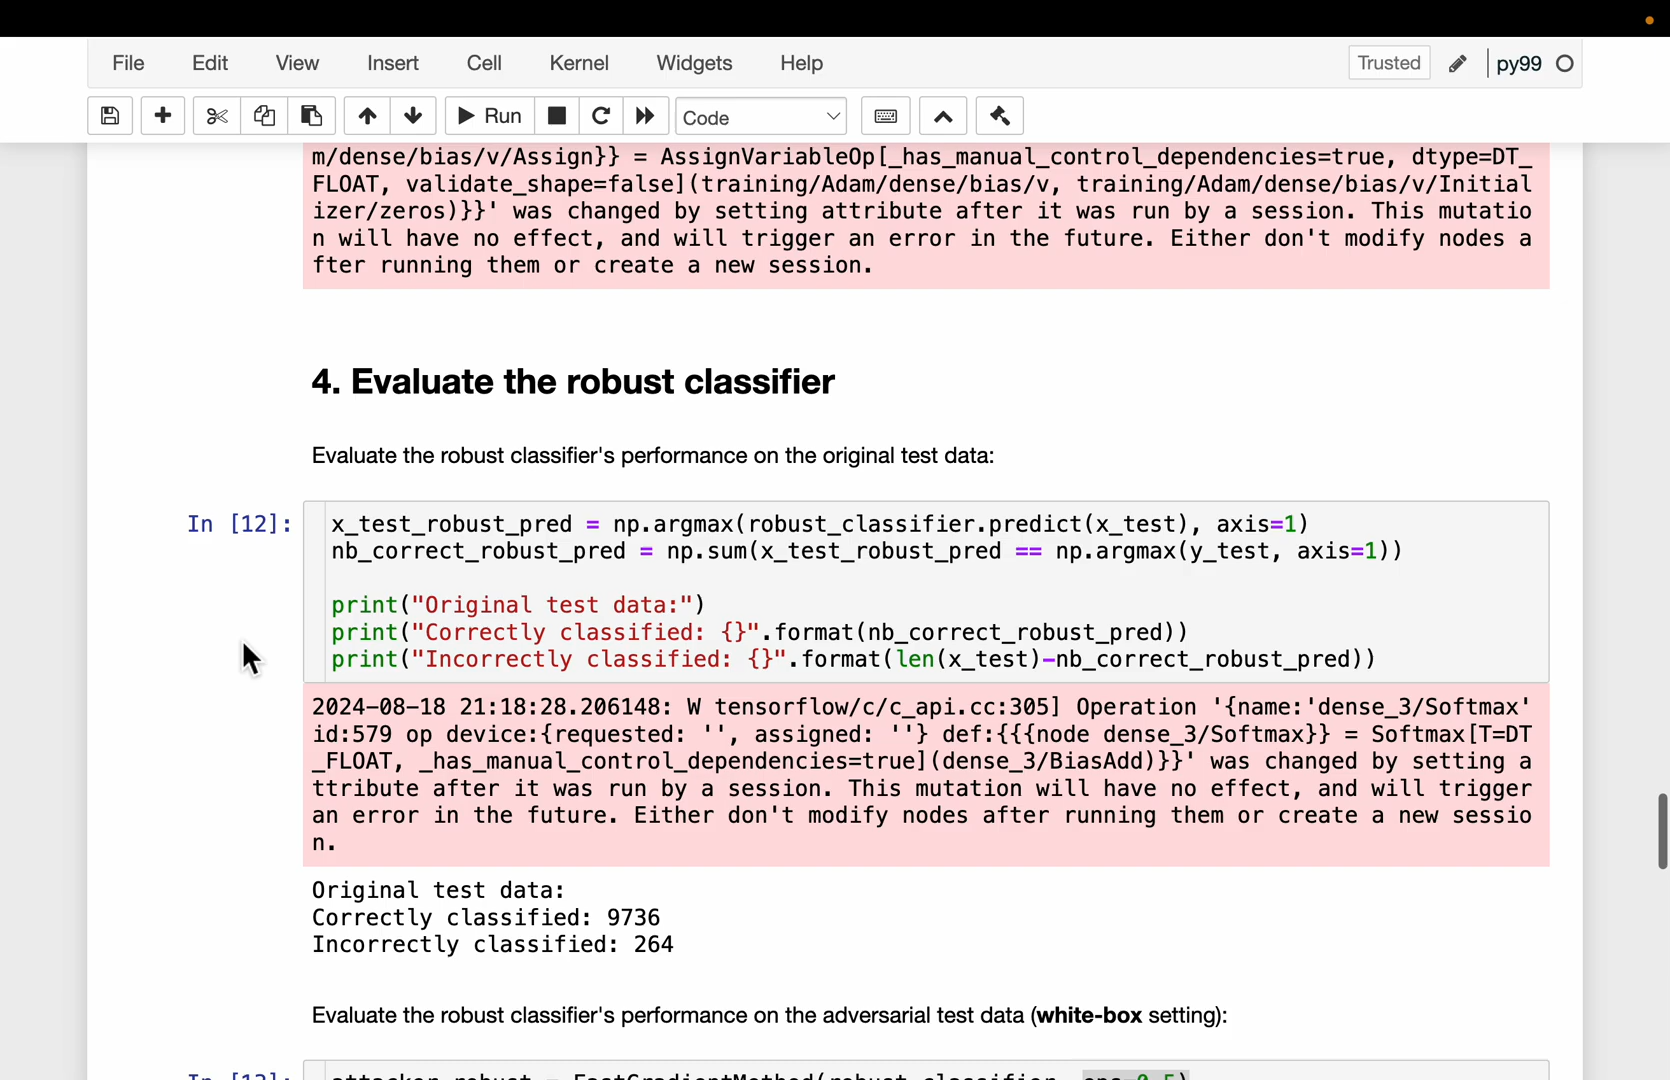 File Edit View Insert Cell Kernel Widgets Help Trusted py99
Run Code
m/dense/bias/v/Assign}} = AssignVariableOp[_has_manual_control_dependencies=true, dtype=DT_
FLOAT, validate_shape=false](training/Adam/dense/bias/v, training/Adam/dense/bias/v/Initial
izer/zeros)}}' was changed by setting attribute after it was run by a session. This mutatio
n will have no effect, and will trigger an error in the future. Either don't modify nodes a
fter running them or create a new session.
4. Evaluate the robust classifier
Evaluate the robust classifier's performance on the original test data:
In [12]: x_test_robust_pred = np.argmax(robust_classifier.predict(x_test), axis=1)
nb_correct_robust_pred = np.sum(x_test_robust_pred == np.argmax(y_test, axis=1))
print("Original test data:")
print("Correctly classified: {}".format(nb_correct_robust_pred))
print("Incorrectly classified: {}".format(len(x_test)-nb_correct_robust_pred))
2024-08-18 21:18:28.206148: W tensorflow/c/c_api.cc:305] Operation '{name:'dense_3/Softmax'
id:579 op device:{requested: '', assigned: ''} def:{{{node dense_3/Softmax}} = Softmax[T=DT
_FLOAT, _has_manual_control_dependencies=true](dense_3/BiasAdd)}}' was changed by setting a
ttribute after it was run by a session. This mutation will have no effect, and will trigger
an error in the future. Either don't modify nodes after running them or create a new sessio
n.
Original test data:
Correctly classified: 9736
Incorrectly classified: 264
Evaluate the robust classifier's performance on the adversarial test data (white-box setting):
In [13]: attacker_robust = FastGradientMethod(robust_classifier, eps=0.5)